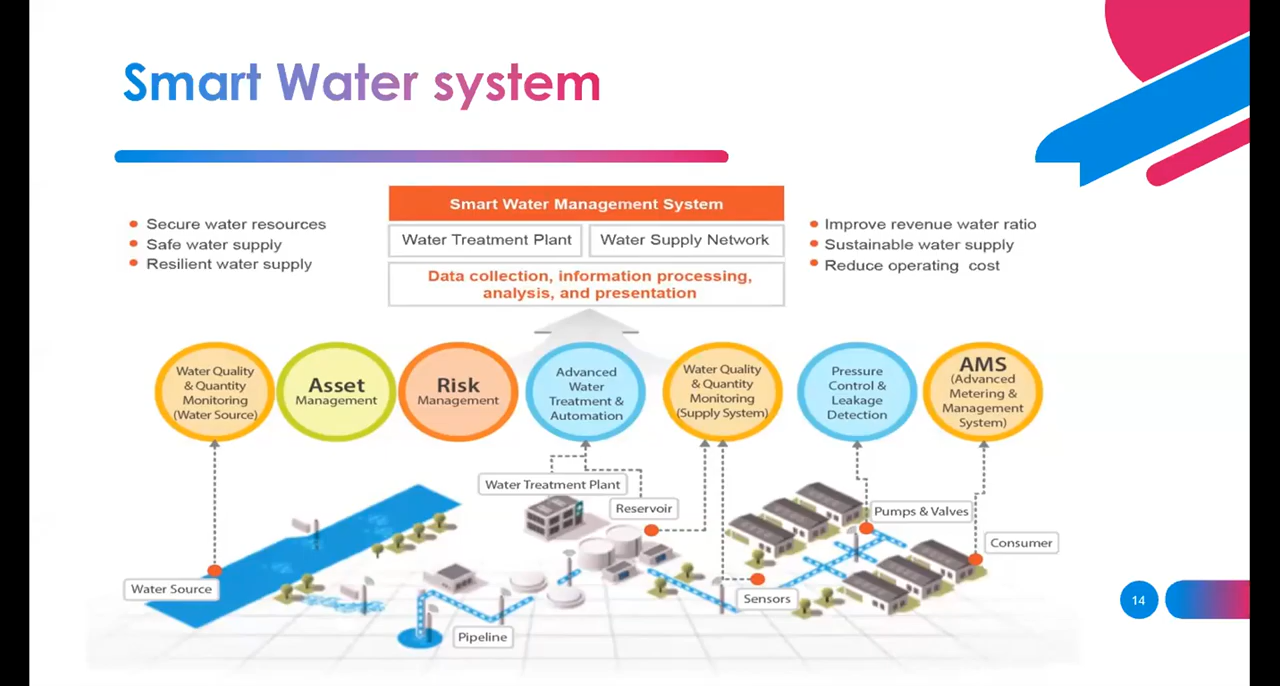 Smart Water system
Secure water resources
Safe water supply
Resilient water supply
Smart Water Management System
Water Treatment Plant
Water Supply Network
Data collection, information processing,
analysis, and presentation
Improve revenue water ratio
Sustainable water supply
Reduce operating cost
Water Quality
& Quantity
Monitoring
(Water Source)
Asset
Management
Risk
Management
Advanced
Water
Treatment &
Automation
Water Quality
& Quantity
Monitoring
(Supply System)
Pressure
Control &
Leakage
Detection
AMS
(Advanced
Metering &
Management
System)
Water Treatment Plant
Reservoir
Pumps & Valves
Consumer
Water Source
Sensors
Pipeline
14